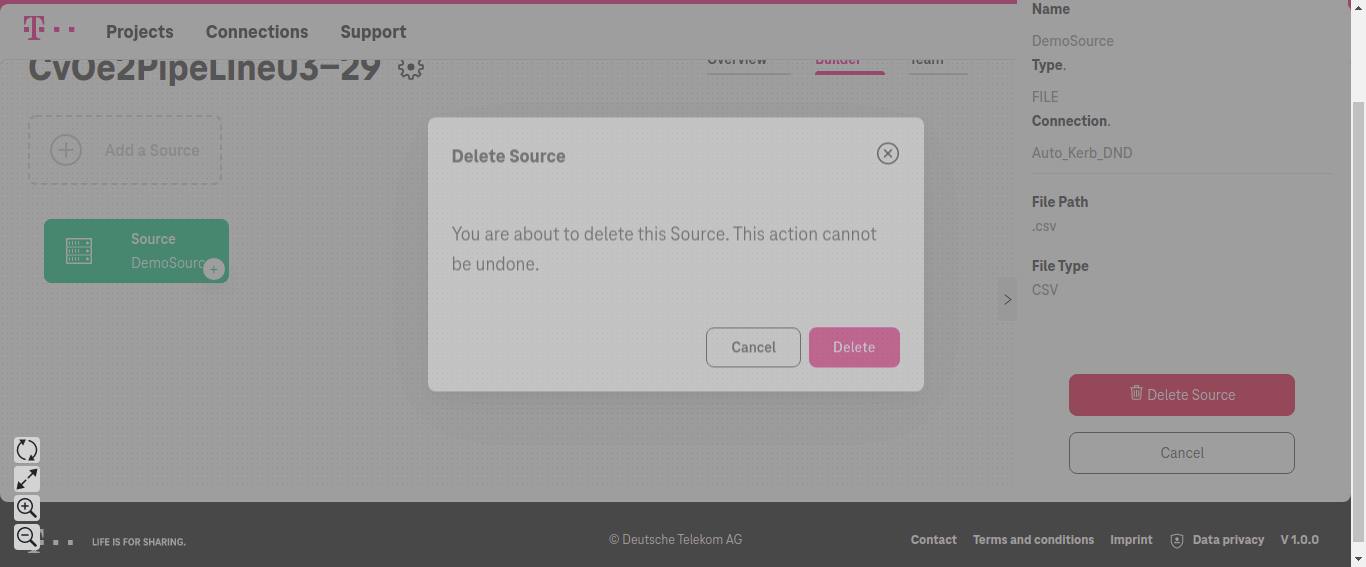 Name
T
Projects
Connections
Support
DemoSource
CvOe2PipeLine03-29
Overview
Builder
Team
Type.
FILE
Connection.
Add a Source
Delete Source
Auto_Kerb_DND
File Path
.csv
You are about to delete this Source. This action cannot
be undone.
Source
DemoSourc
+
File Type
CSV
Cancel
Delete
Delete Source
Cancel
LIFE IS FOR SHARING.
© Deutsche Telekom AG
Contact
Terms and conditions
Imprint
Data privacy
V 1.0.0